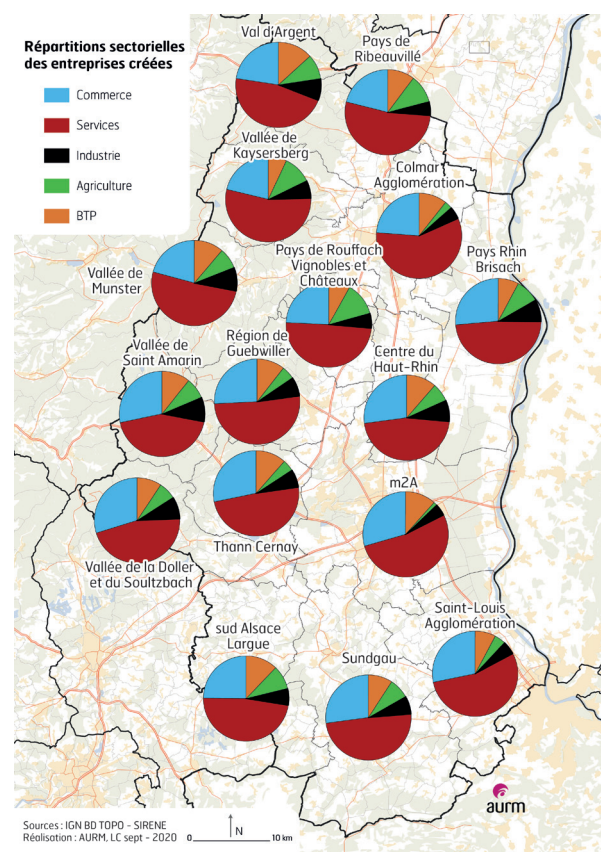 Répartitions sectorielles
des entreprises créées
Commerce
Services
Industrie
Agriculture
BTP
Val d'Argent
Pays de
Ribeauvillé
Vallée de
Kaysersberg
Colmar
Agglomération
Vallée de
Munster
Pays de Rouffach
Vignobles et
Châteaux
Pays Rhin
Brisach
Vallée de
Saint Amarin
Région de
Guebwiller
Centre du
Haut-Rhin
Thann Cernay
m2A
Vallée de la Doller
et du Soultzbach
Saint-Louis
Agglomération
sud Alsace
Largue
Sundgau
aurm
Sources : IGN BD TOPO - SIRENE
Réalisation : AURM, LC sept - 2020
0 N 10 km